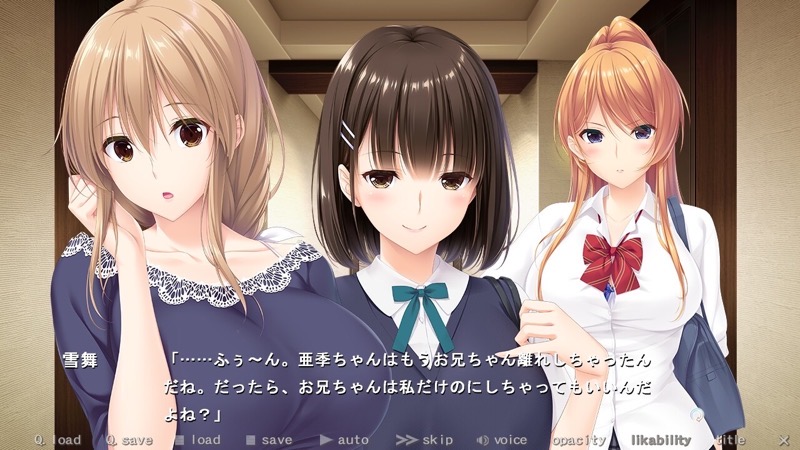 雪舞
「……ふぅ～ん。亜季ちゃんはもうお兄ちゃん離れしちゃったん
だね。だったら、お兄ちゃんは私だけのにしちゃってもいいんだ
よね？」
Q.load Q.save load save auto skip voice opacity likability title